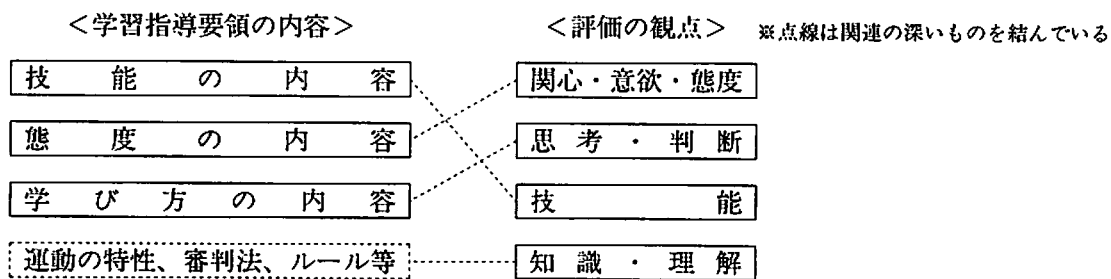 <学習指導要領の内容> <評価の観点> ※点線は関連の深いものを結んでいる
技能の内容 関心・意欲・態度
態度の内容 思考・判断
学び方の内容 技能
運動の特性、審判法、ルール等 知識・理解